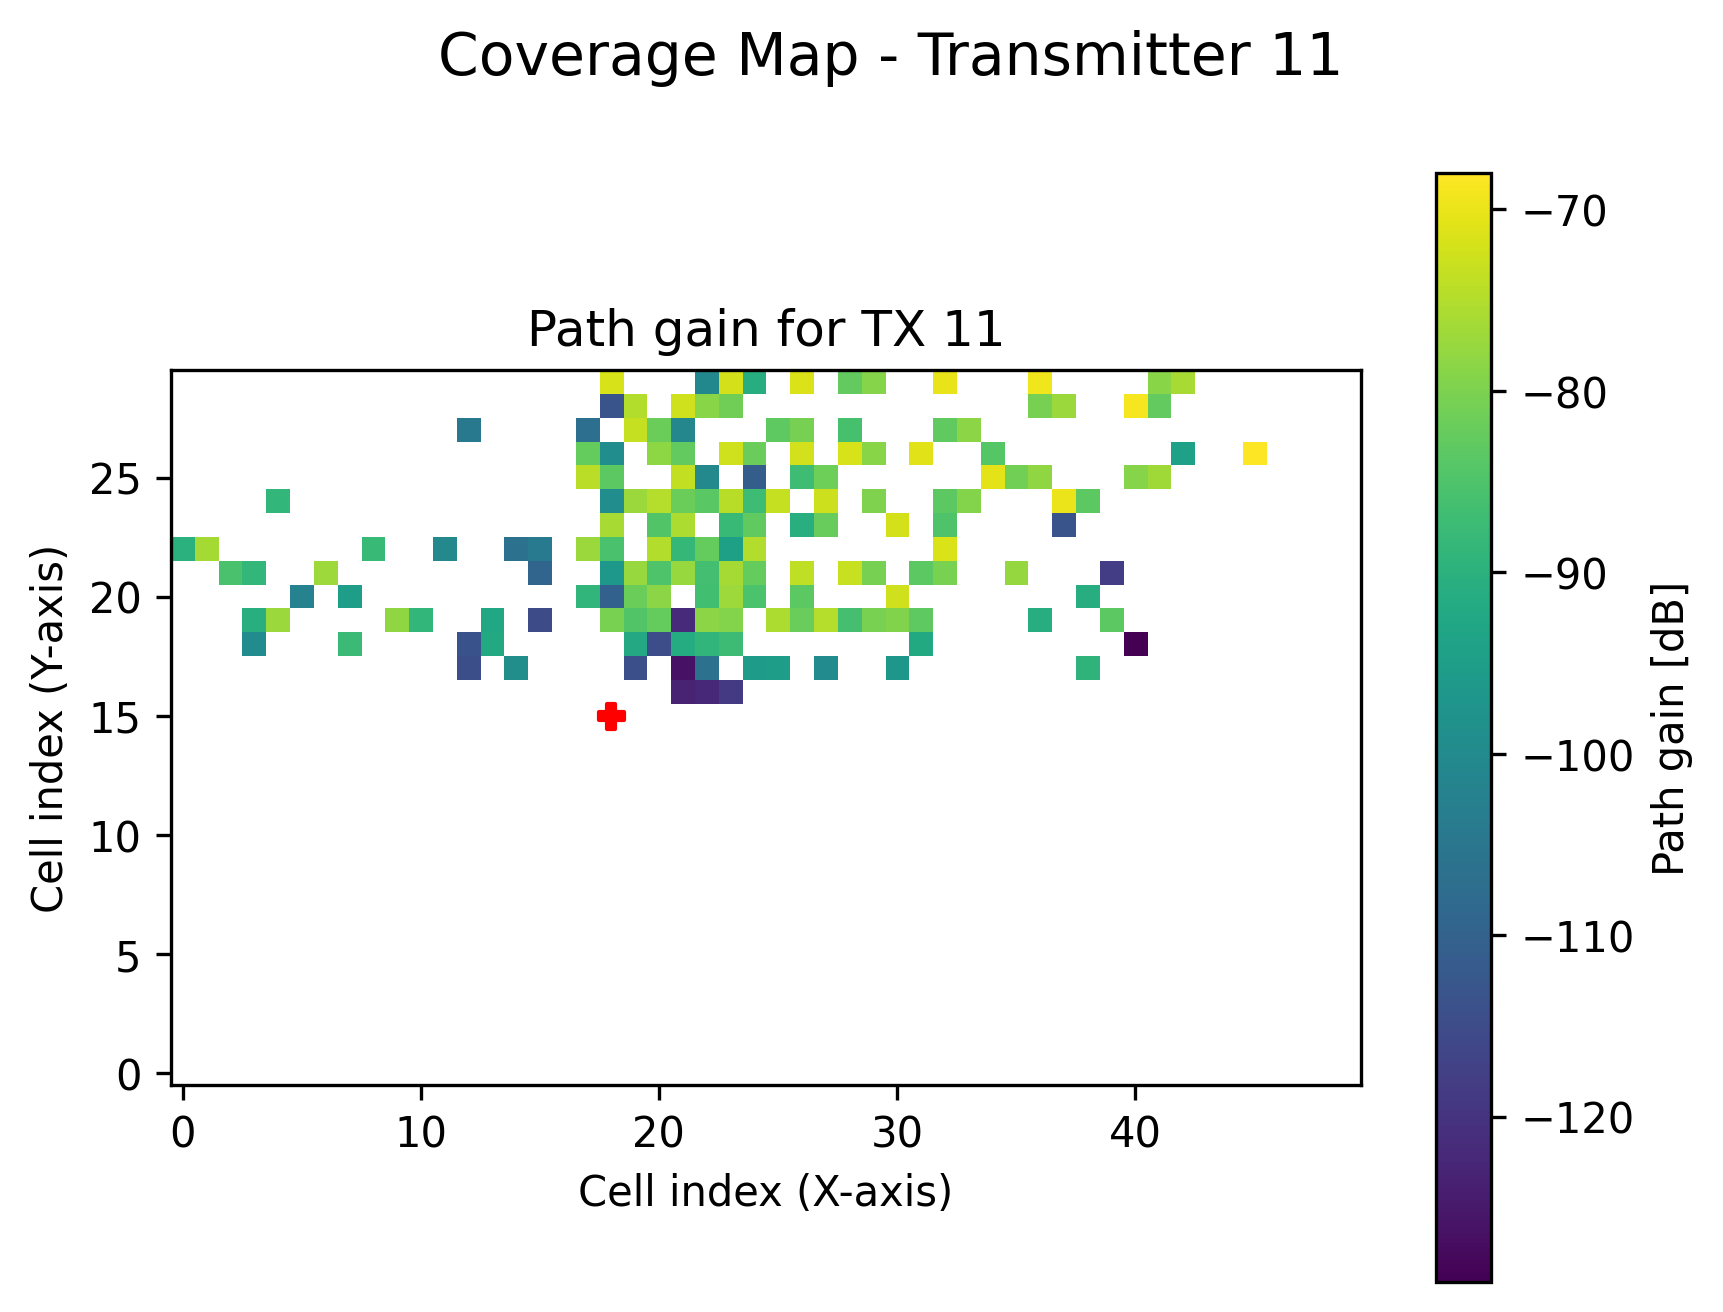 Coverage Map - Transmitter 11
Path gain for TX 11
−70
−80
−90
−100
−110
−120
Path gain [dB]
25
20
15
10
5
0
Cell index (Y-axis)
0 10 20 30 40
Cell index (X-axis)